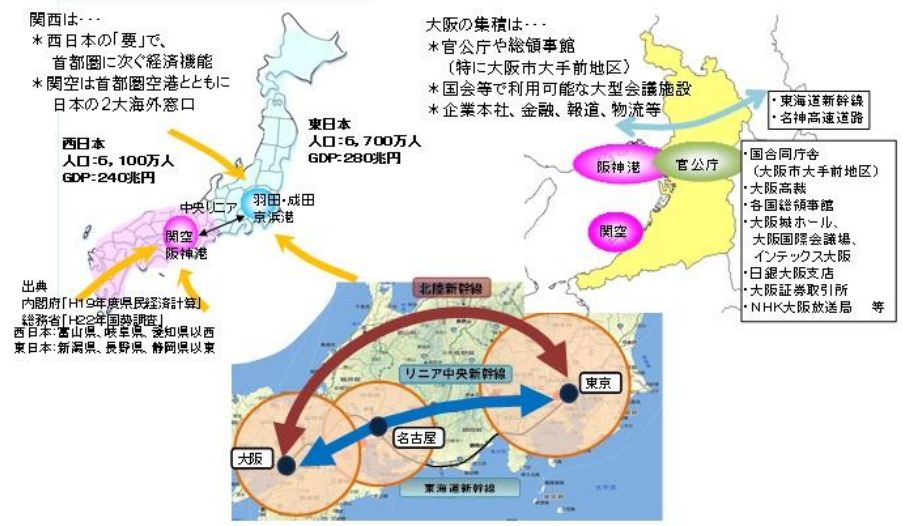 関西は…
＊西日本の「要」で、
首都圏に次ぐ経済機能
＊関空は首都圏空港とともに
日本の2大海外窓口
西日本
人口：6,100万人
GDP：240兆円
東日本
人口：6,700万人
GDP：280兆円
中央リニア
羽田・成田
京浜港
関空
阪神港
出典
内閣府「H19年度県民経済計算」
総務省「H22年国勢調査」
西日本：富山県、岐阜県、愛知県以西
東日本：新潟県、長野県、静岡県以東
大阪の集積は…
＊官公庁や総領事館
（特に大阪市大手前地区）
＊国会等で利用可能な大型会議施設
＊企業本社、金融、報道、物流等
・東海道新幹線
・名神高速道路
阪神港
官公庁
関空
・国合同庁舎
（大阪市大手前地区）
・大阪高裁
・各国総領事館
・大阪城ホール、
大阪国際会議場、
インテックス大阪
・日銀大阪支店
・大阪証券取引所
・NHK大阪放送局　等
北陸新幹線
リニア中央新幹線
東京
名古屋
大阪
東海道新幹線